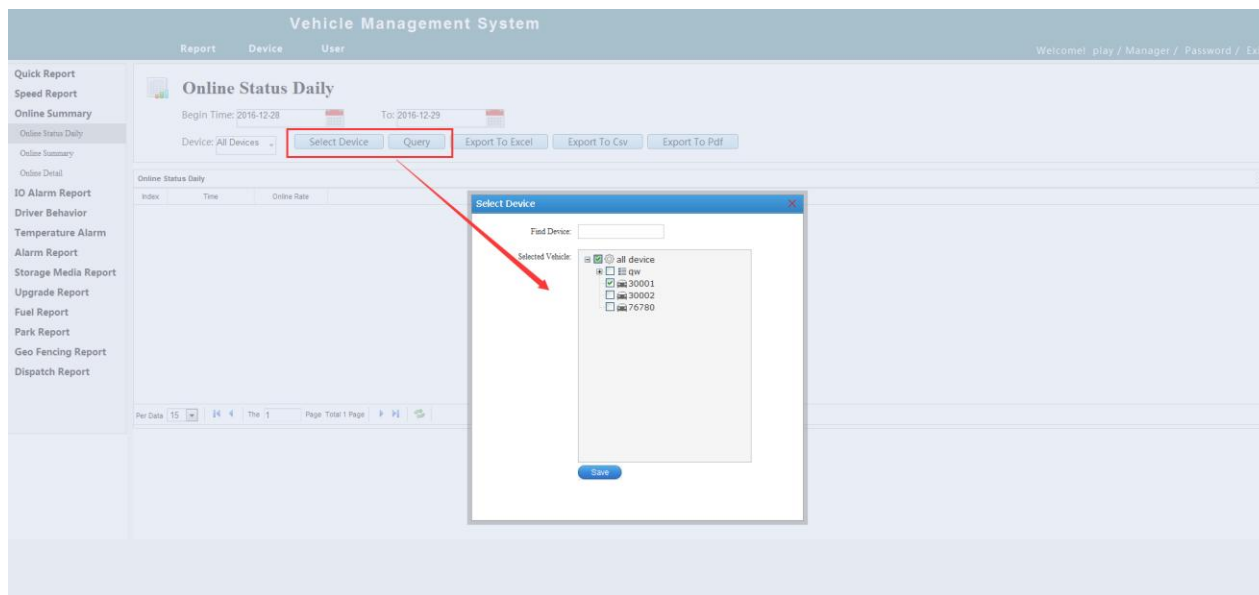 Vehicle Management System
Report Device User
Welcome! play / Manager / Password / Ex
Quick Report
Speed Report
Online Summary
Online Status Daily
Online Summary
Online Detail
IO Alarm Report
Driver Behavior
Temperature Alarm
Alarm Report
Storage Media Report
Upgrade Report
Fuel Report
Park Report
Geo Fencing Report
Dispatch Report
Online Status Daily
Begin Time: 2016-12-28 To: 2016-12-29
Device: All Devices Select Device Query Export To Excel Export To Csv Export To Pdf
Online Status Daily
Index Time Online Rate
Per Data 15 The 1 Page Total 1 Page
Select Device
Find Device:
Selected Vehicle:
all device
qw
30001
30002
76780
Save